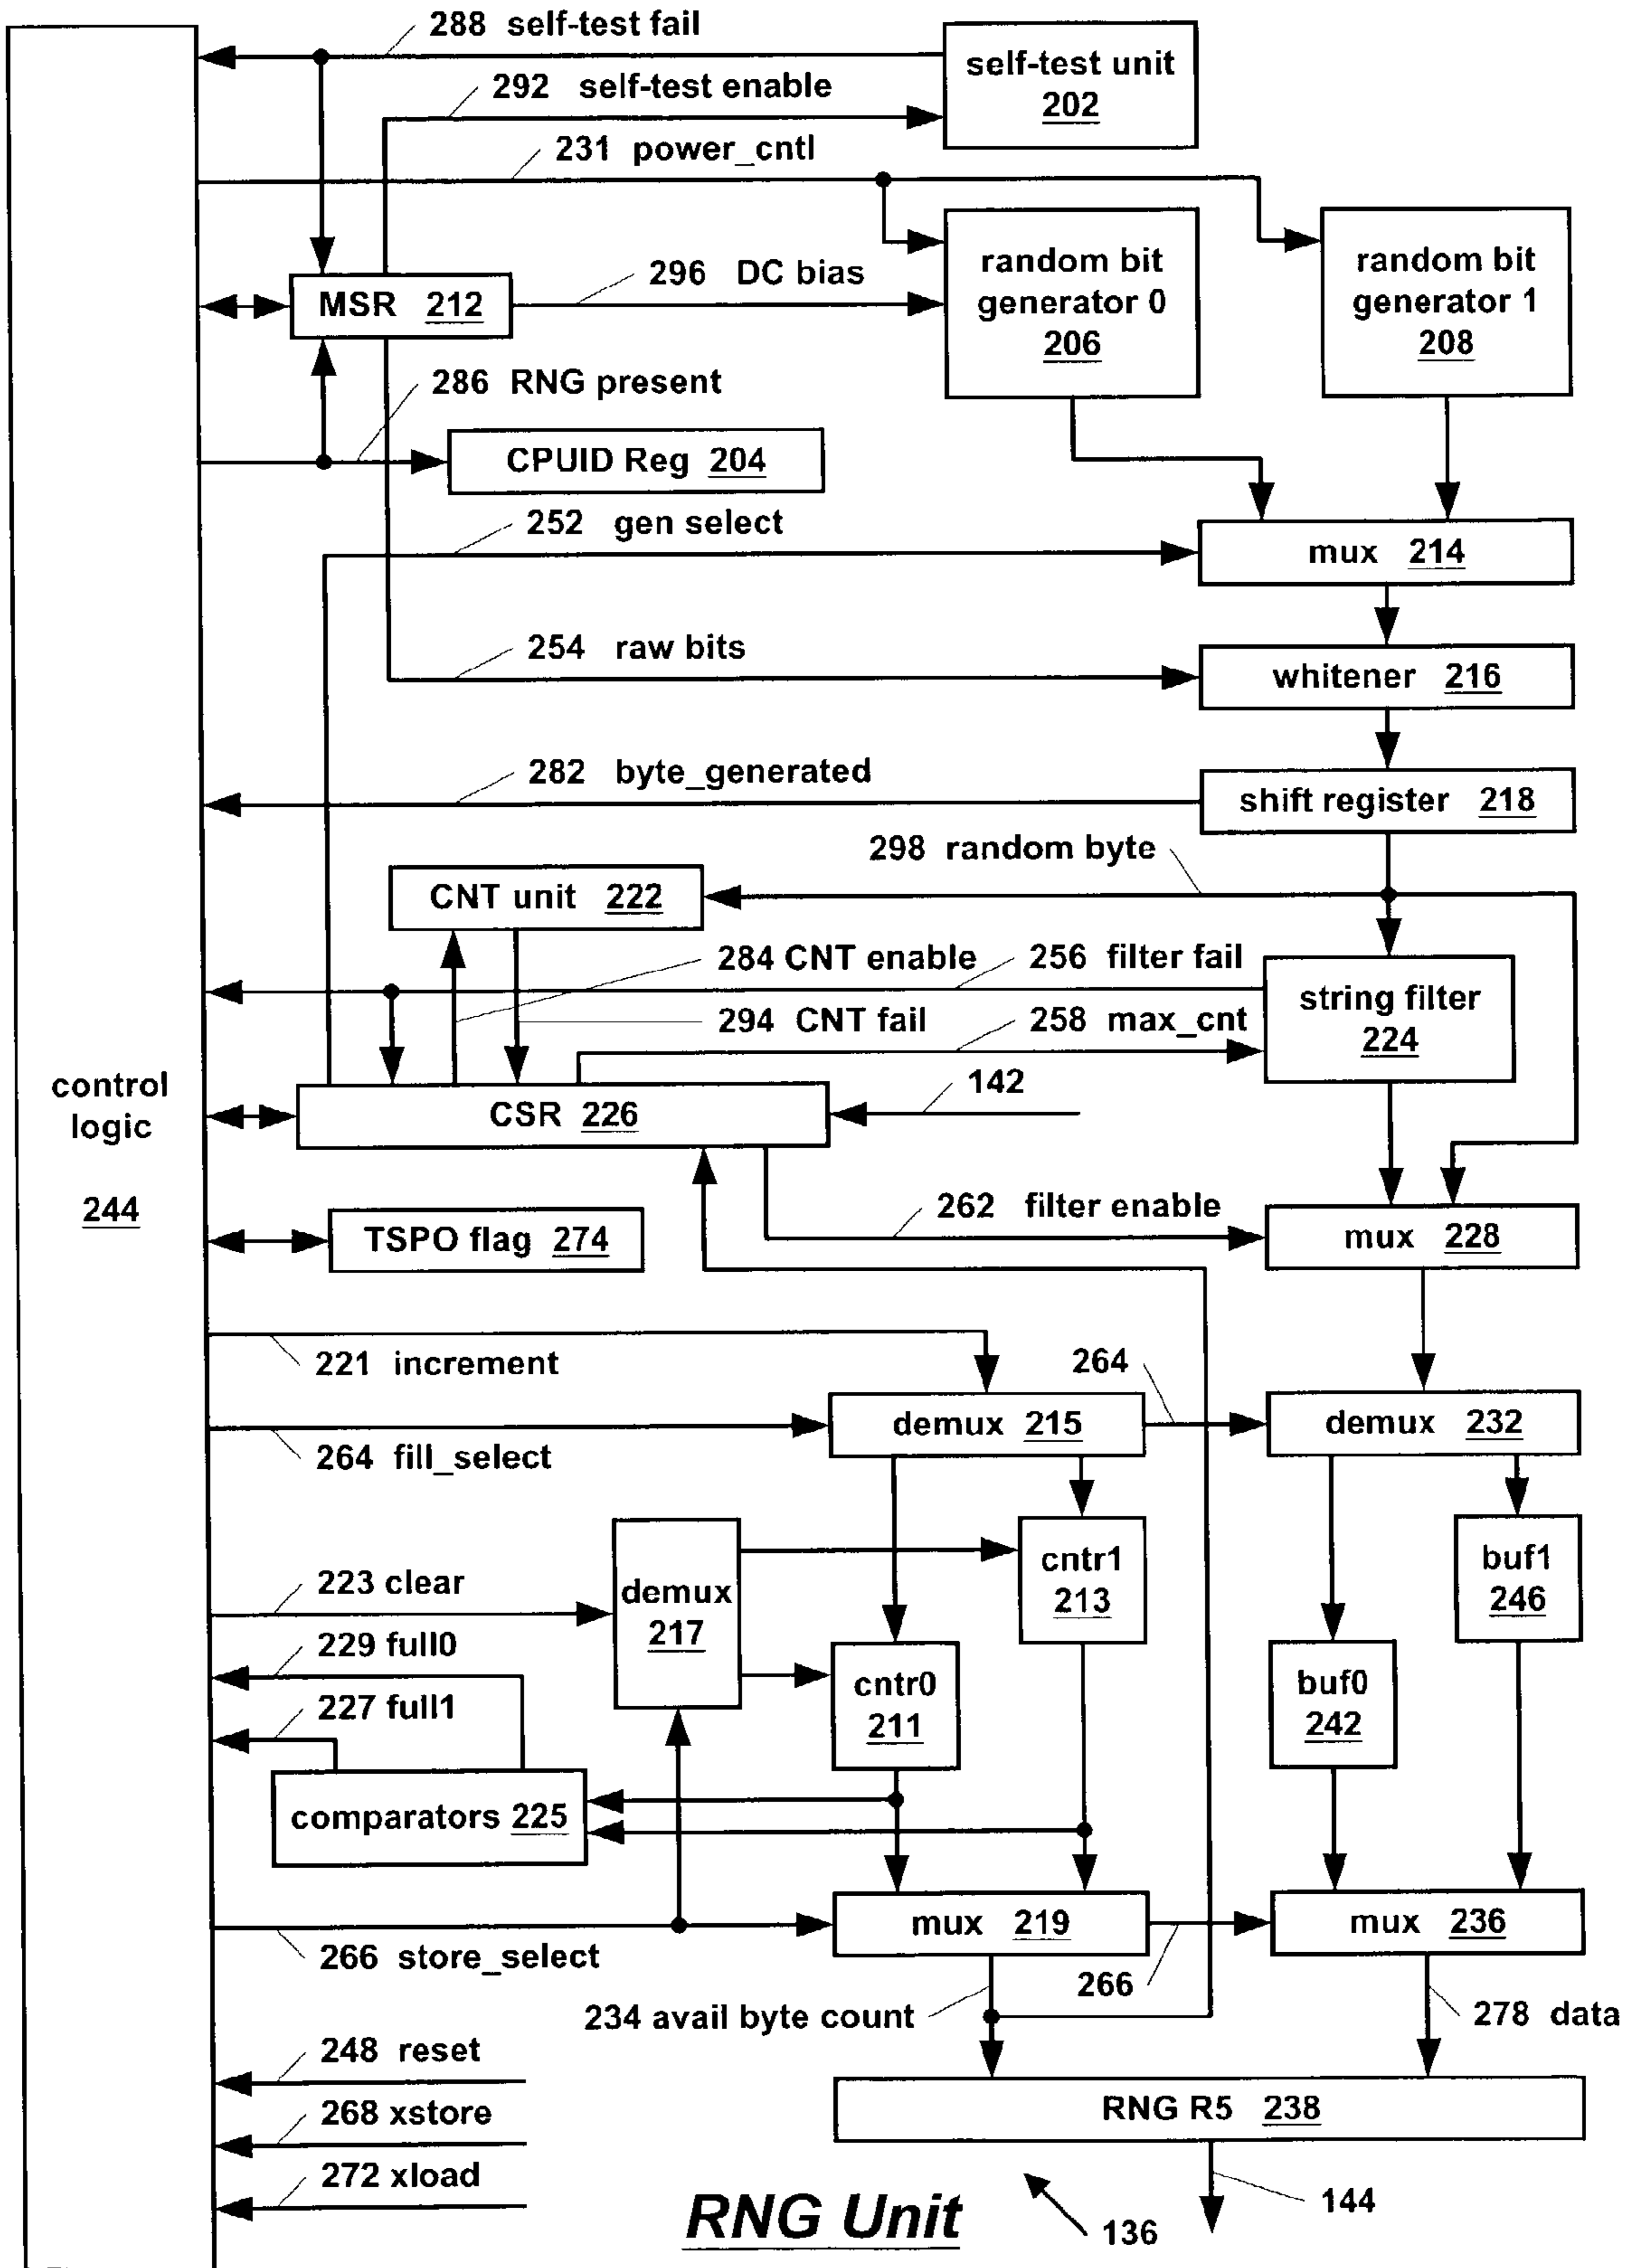 288 self-test fail
self-test unit
202
292 self-test enable
231 power_cntl
random bit
generator 0
206
random bit
generator 1
208
296 DC bias
MSR 212
286 RNG present
CPUID Reg 204
252 gen select
mux 214
254 raw bits
whitener 216
282 byte_generated
shift register 218
298 random byte
CNT unit 222
284 CNT enable
256 filter fail
string filter
224
294 CNT fail
258 max_cnt
control
logic
244
142
CSR 226
262 filter enable
TSPO flag 274
mux 228
221 increment
264
demux 215
demux 232
264 fill_select
cntr1
213
buf1
246
223 clear
demux
217
229 full0
cntr0
211
buf0
242
227 full1
comparators 225
mux 219
mux 236
266 store_select
266
234 avail byte count
278 data
248 reset
RNG R5 238
268 xstore
272 xload
144
RNG Unit
136